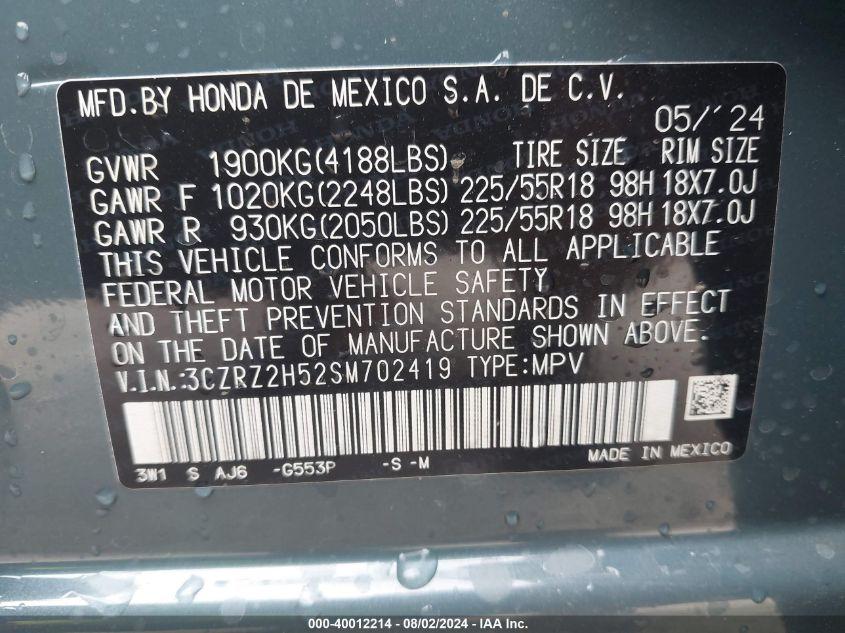 MFD.BY HONDA DE MEXICO S.A. DE C.V.
05/'24
GVWR 1900KG(4188LBS) TIRE SIZE RIM SIZE
GAWR F 1020KG(2248LBS) 225/55R18 98H 18X7.0J
GAWR R 930KG(2050LBS) 225/55R18 98H 18X7.0J
THIS VEHICLE CONFORMS TO ALL APPLICABLE
FEDERAL MOTOR VEHICLE SAFETY
AND THEFT PREVENTION STANDARDS IN EFFECT
ON THE DATE OF MANUFACTURE SHOWN ABOVE.
V.I.N.:3CZRZ2H52SM702419 TYPE:MPV
3W1 S AJ6 -G553P -S -M MADE IN MEXICO
000-40012214 - 08/02/2024 - IAA Inc.